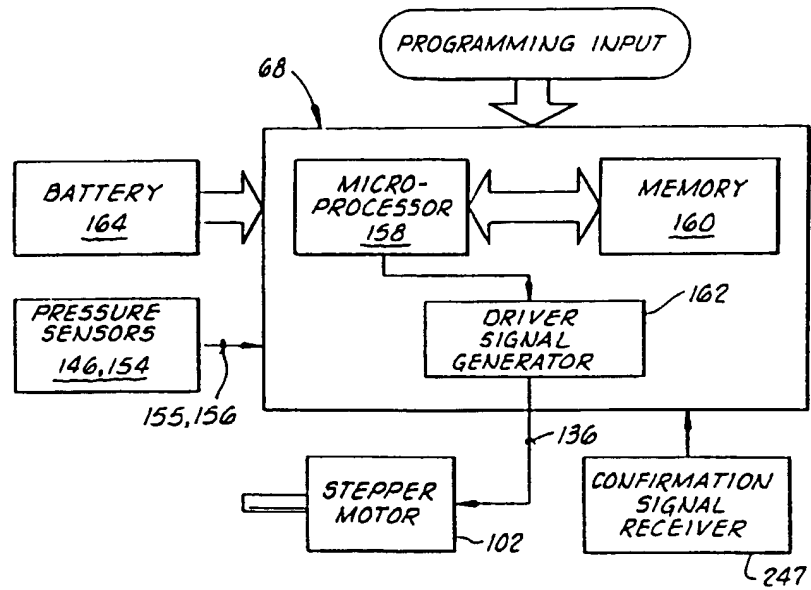 PROGRAMMING INPUT
68
BATTERY
164
MICRO-
PROCESSOR
158
MEMORY
160
PRESSURE
SENSORS
146,154
155,156
DRIVER
SIGNAL
GENERATOR
162
136
STEPPER
MOTOR
102
CONFIRMATION
SIGNAL
RECEIVER
247